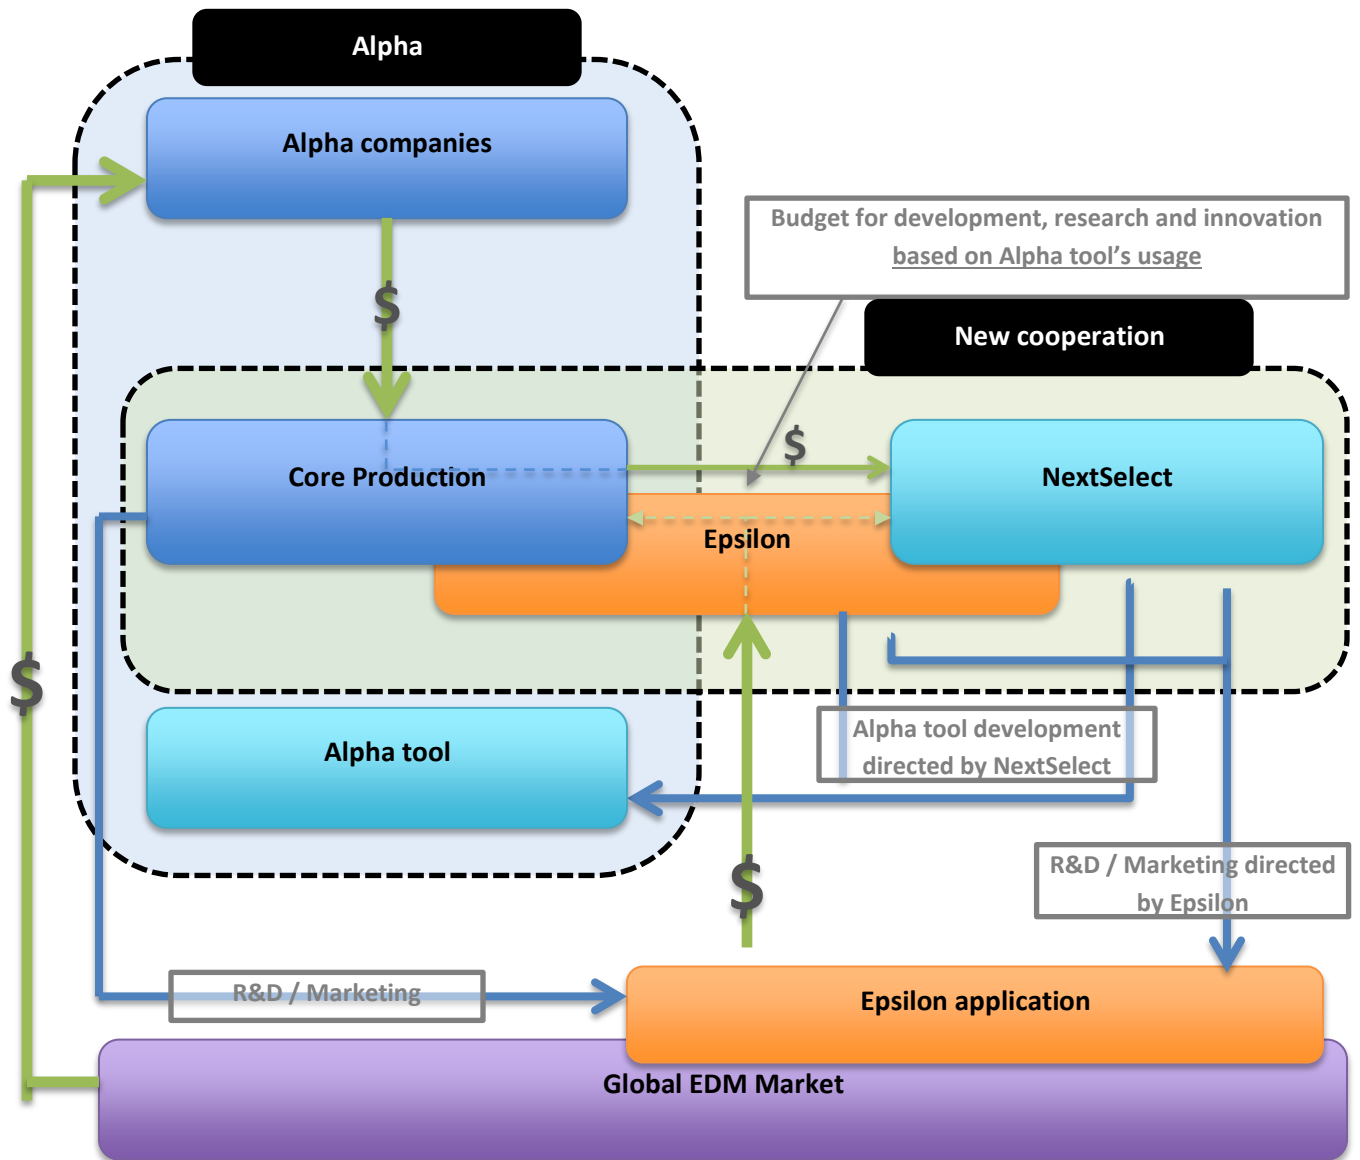 Alpha
Alpha companies
$
Budget for development, research and innovation
based on Alpha tool's usage
New cooperation
Core Production
$
NextSelect
Epsilon
$
Alpha tool
Alpha tool development
directed by NextSelect
$
R&D / Marketing directed
by Epsilon
R&D / Marketing
Epsilon application
Global EDM Market